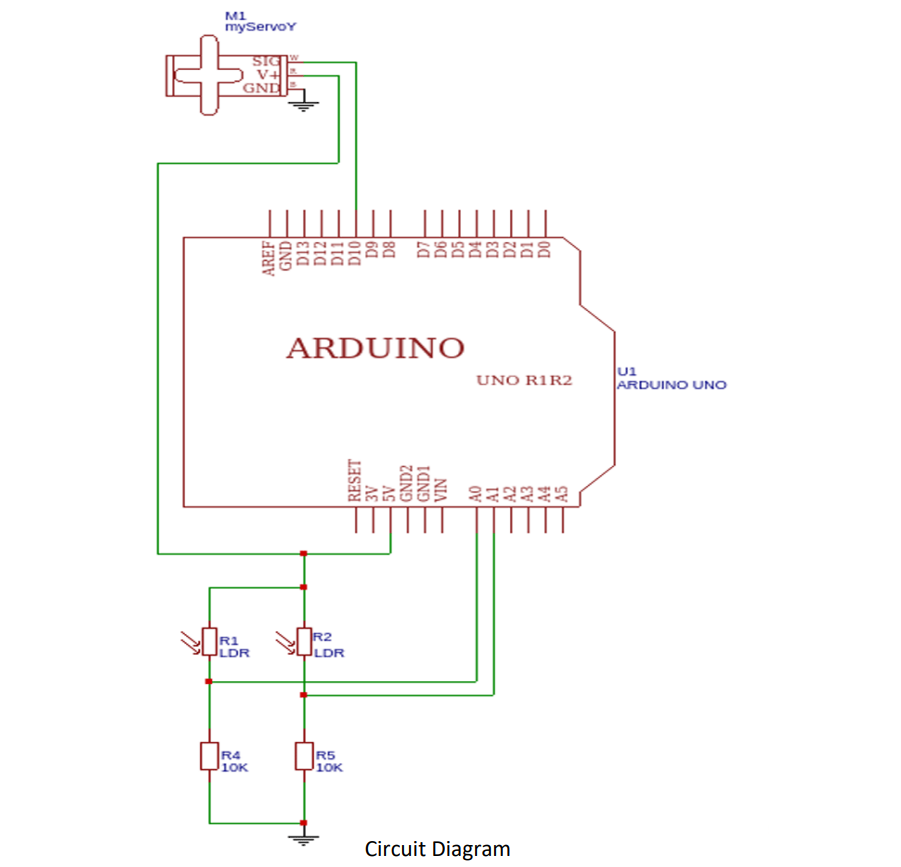 M1
myServoY
SIG
V+
GND
W
R
B
AREF
GND
D13
D12
D11
D10
D9
D8
D7
D6
D5
D4
D3
D2
D1
D0
ARDUINO
UNO R1R2
U1
ARDUINO UNO
RESET
3V
5V
GND2
GND1
VIN
A0
A1
A2
A3
A4
A5
R1
LDR
R2
LDR
R4
10K
R5
10K
Circuit Diagram